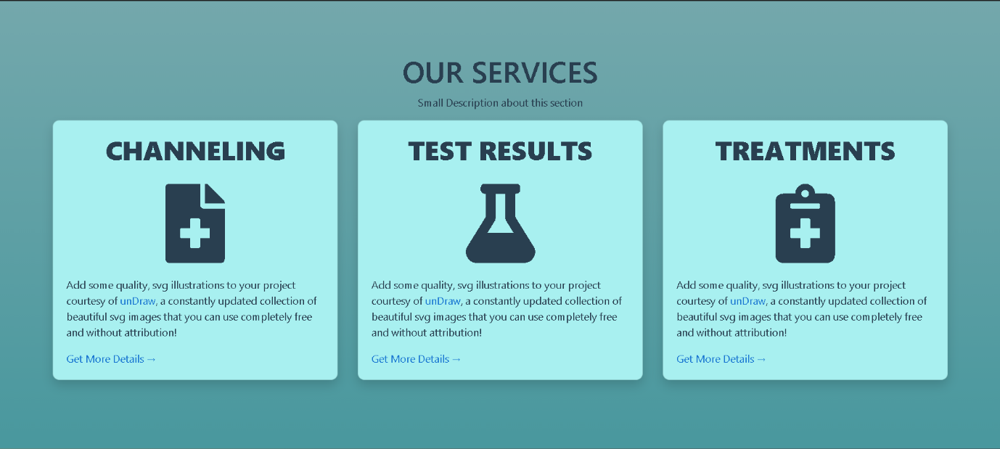 OUR SERVICES
Small Description about this section
CHANNELING
Add some quality, svg illustrations to your project
courtesy of unDraw, a constantly updated collection of
beautiful svg images that you can use completely free
and without attribution!
Get More Details →
TEST RESULTS
Add some quality, svg illustrations to your project
courtesy of unDraw, a constantly updated collection of
beautiful svg images that you can use completely free
and without attribution!
Get More Details →
TREATMENTS
Add some quality, svg illustrations to your project
courtesy of unDraw, a constantly updated collection of
beautiful svg images that you can use completely free
and without attribution!
Get More Details →